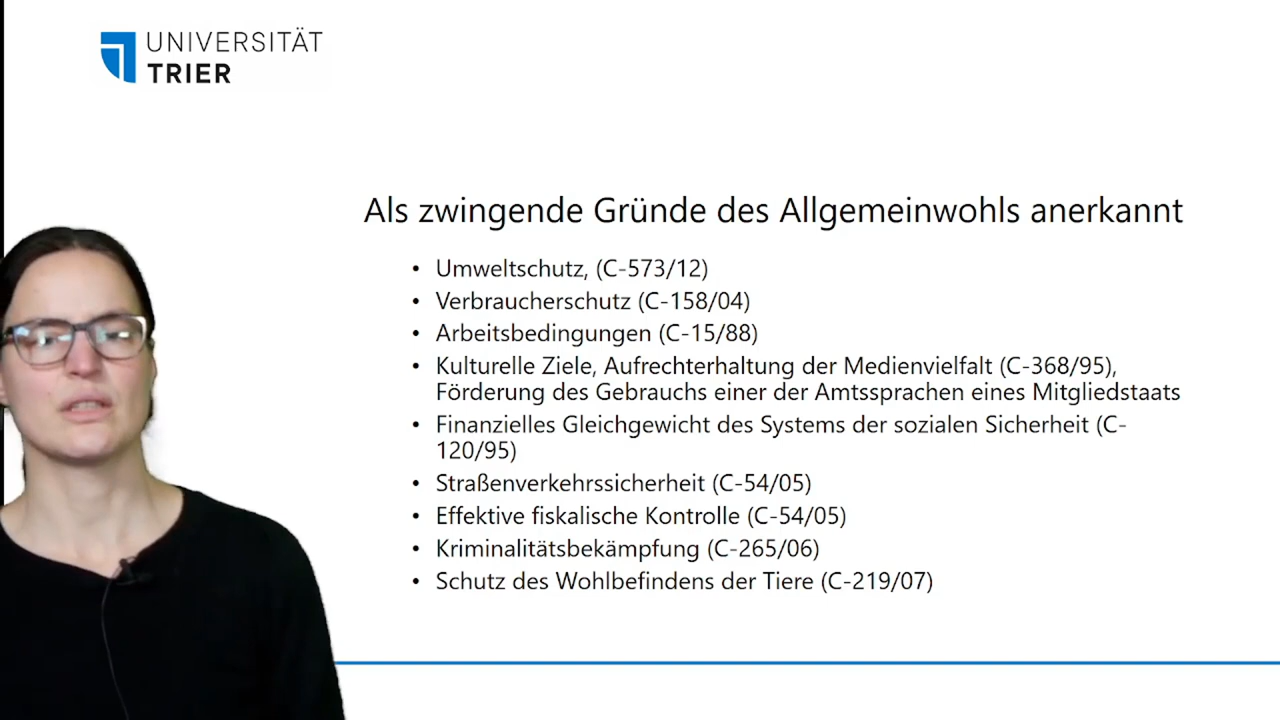 UNIVERSITÄT
TRIER
Als zwingende Gründe des Allgemeinwohls anerkannt
• Umweltschutz, (C-573/12)
• Verbraucherschutz (C-158/04)
• Arbeitsbedingungen (C-15/88)
• Kulturelle Ziele, Aufrechterhaltung der Medienvielfalt (C-368/95),
Förderung des Gebrauchs einer der Amtssprachen eines Mitgliedstaats
• Finanzielles Gleichgewicht des Systems der sozialen Sicherheit (C-
120/95)
• Straßenverkehrssicherheit (C-54/05)
• Effektive fiskalische Kontrolle (C-54/05)
• Kriminalitätsbekämpfung (C-265/06)
• Schutz des Wohlbefindens der Tiere (C-219/07)